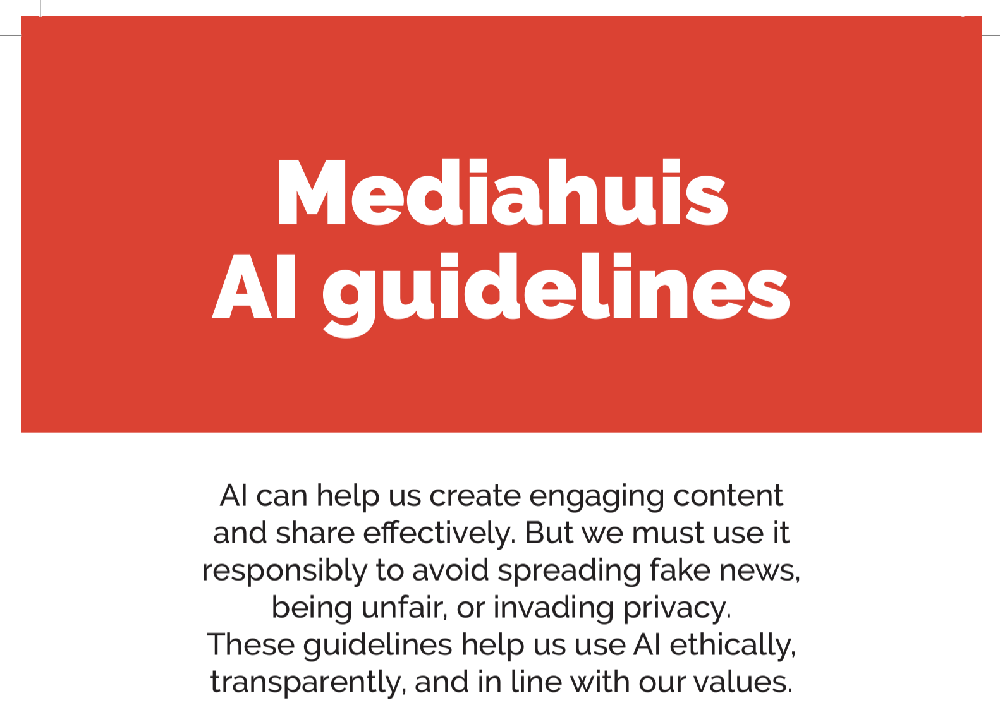 Mediahuis
AI guidelines
AI can help us create engaging content
and share effectively. But we must use it
responsibly to avoid spreading fake news,
being unfair, or invading privacy.
These guidelines help us use AI ethically,
transparently, and in line with our values.